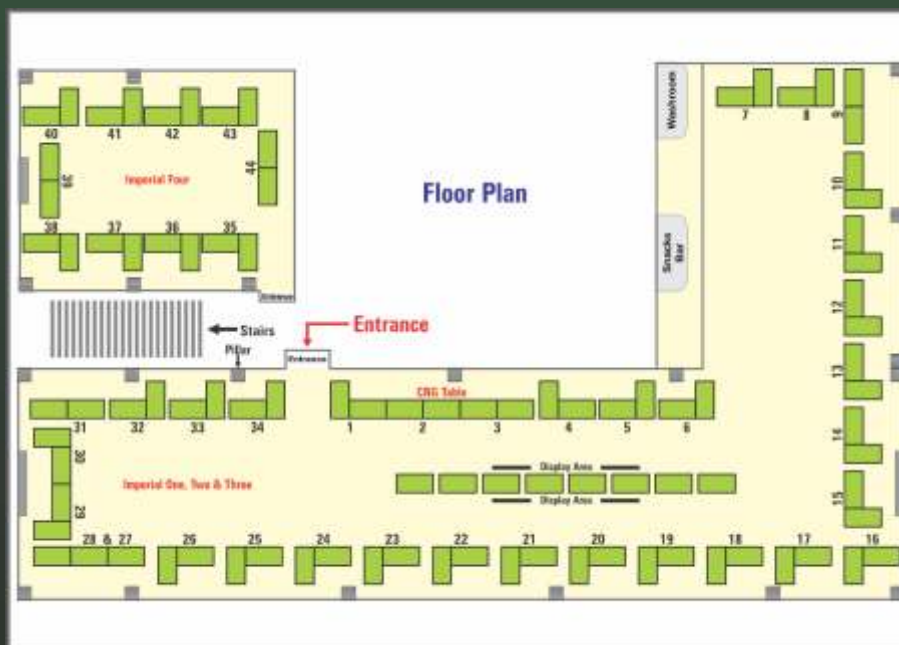 Floor Plan
40
41
42
43
39
Imperial Four
44
38
37
36
35
Entrance
Stairs
Pillar
Entrance
Entrance
Washroom
Snacks
Bar
7
8
9
10
11
12
13
14
15
CNG Table
31
32
33
34
1
2
3
4
5
6
30
29
Imperial One, Two & Three
Display Area
Display Area
28 & 27
26
25
24
23
22
21
20
19
18
17
16